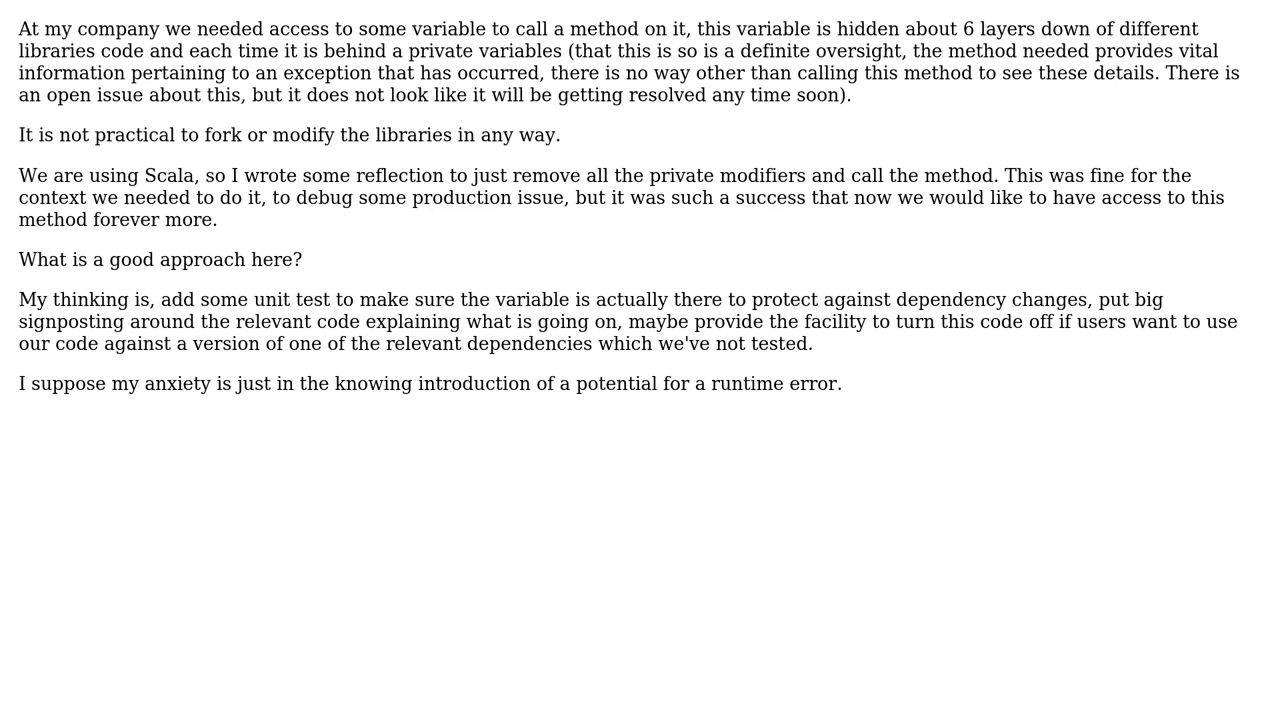 At my company we needed access to some variable to call a method on it, this variable is hidden about 6 layers down of different
libraries code and each time it is behind a private variables (that this is so is a definite oversight, the method needed provides vital
information pertaining to an exception that has occurred, there is no way other than calling this method to see these details. There is
an open issue about this, but it does not look like it will be getting resolved any time soon).
It is not practical to fork or modify the libraries in any way.
We are using Scala, so I wrote some reflection to just remove all the private modifiers and call the method. This was fine for the
context we needed to do it, to debug some production issue, but it was such a success that now we would like to have access to this
method forever more.
What is a good approach here?
My thinking is, add some unit test to make sure the variable is actually there to protect against dependency changes, put big
signposting around the relevant code explaining what is going on, maybe provide the facility to turn this code off if users want to use
our code against a version of one of the relevant dependencies which we've not tested.
I suppose my anxiety is just in the knowing introduction of a potential for a runtime error.